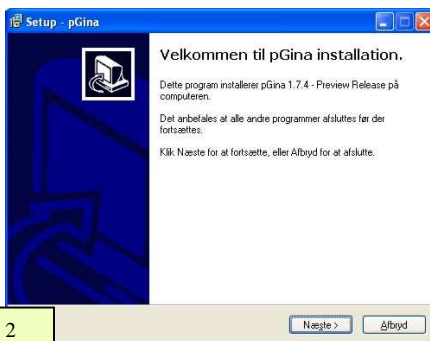 Setup - pGina
Velkommen til pGina installation.
Dette program installerer pGina 1.7.4 - Preview Release på
computeren.
Det anbefales at alle andre programmer afsluttes før der
fortsættes.
Klik Næste for at fortsætte, eller Afbryd for at afslutte.
Næste > Afbryd
2